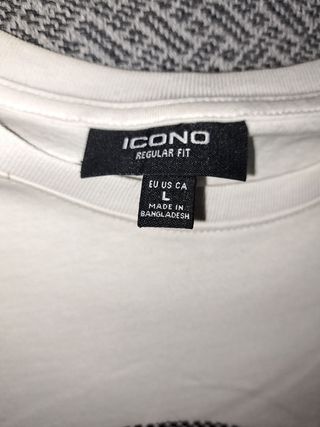 ICONO
REGULAR FIT
EU US CA
L
MADE IN
BANGLADESH